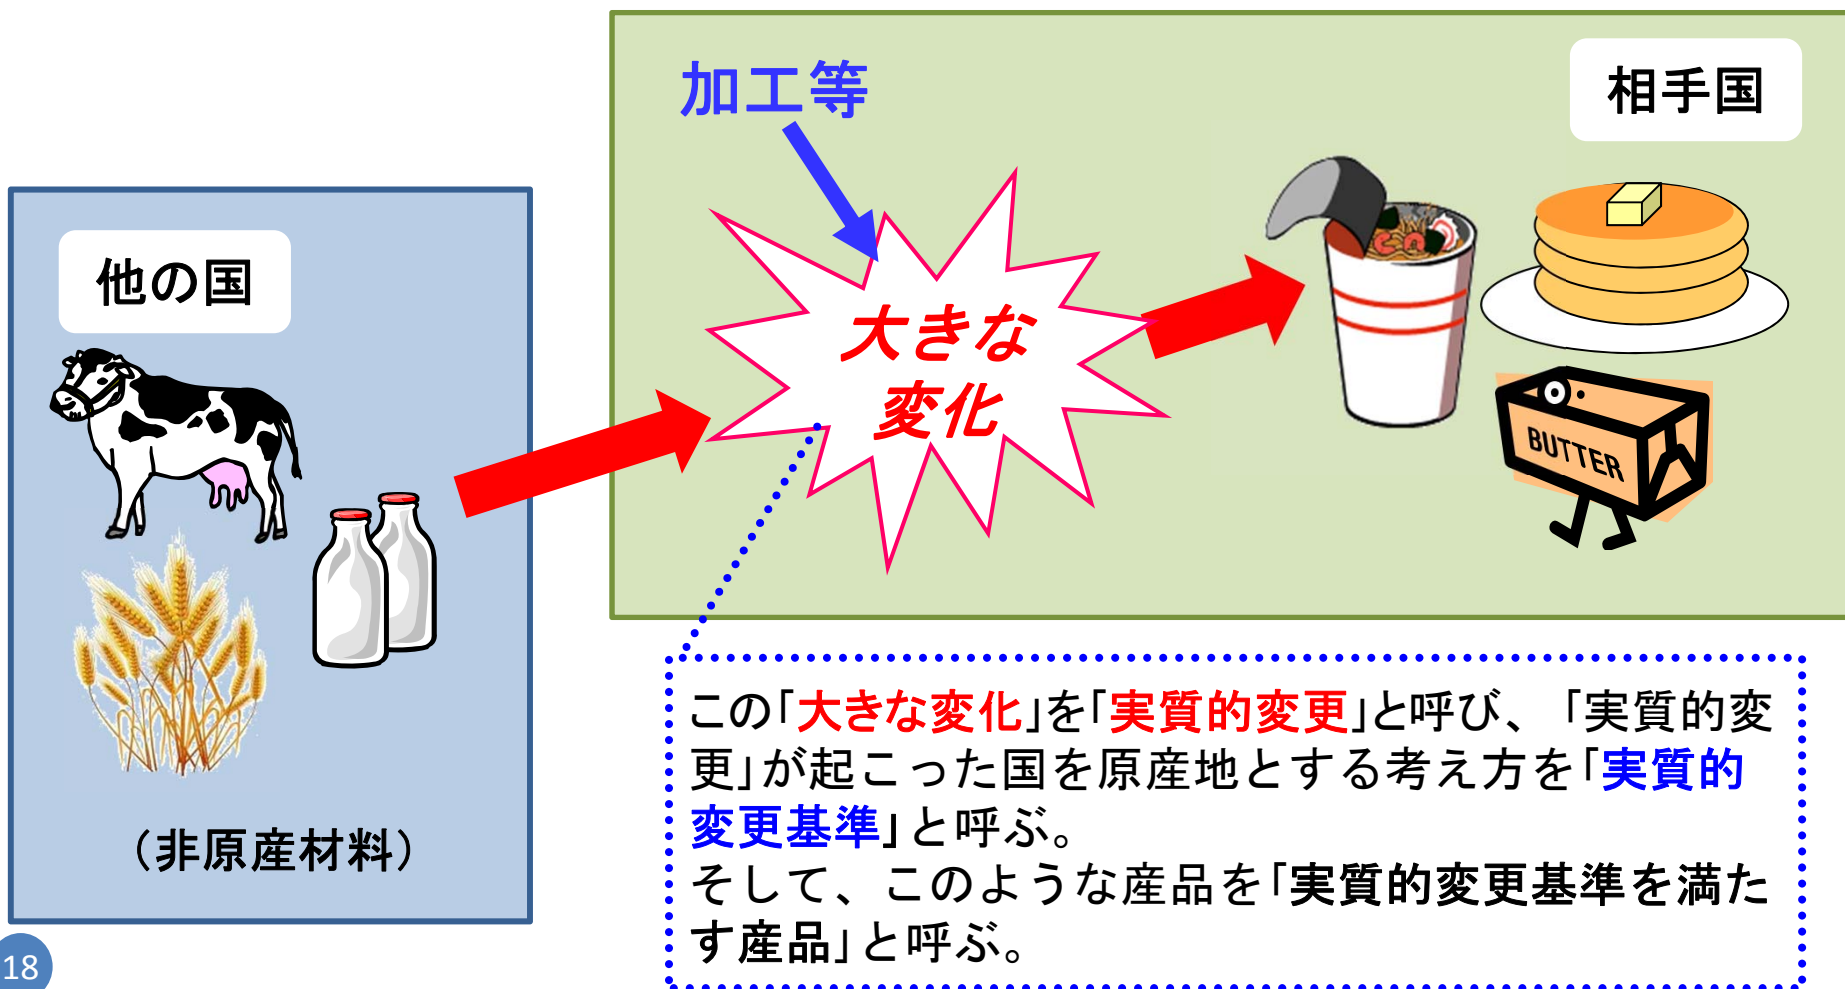 加工等
相手国
他の国
大きな
変化
BUTTER
(非原産材料)
この「大きな変化」を「実質的変更」と呼び、「実質的変
更」が起こった国を原産地とする考え方を「実質的
変更基準」と呼ぶ。
そして、このような産品を「実質的変更基準を満た
す産品」と呼ぶ。
18